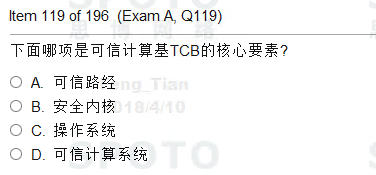 Item 119 of 196 (Exam A, Q119)
下面哪项是可信计算基TCB的核心要素?
A. 可信路经
B. 安全内核
C. 操作系统
D. 可信计算系统
SPOTO